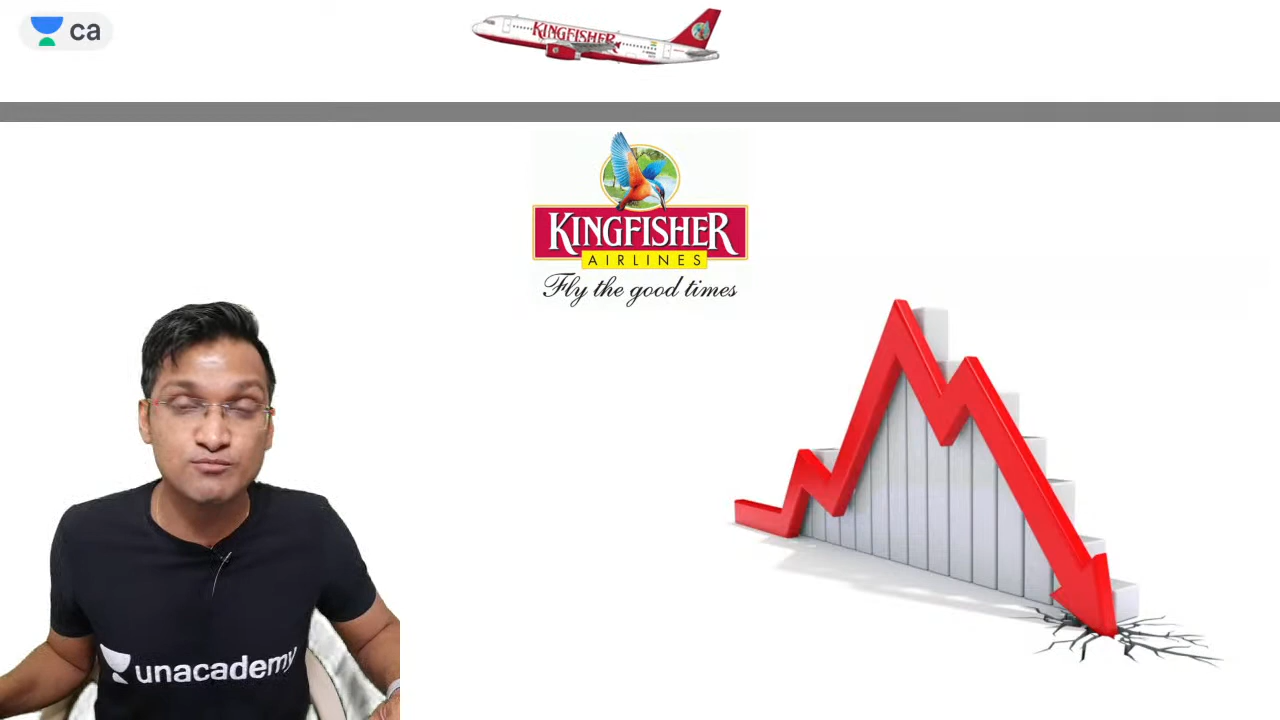 ca
KINGFISHER
KINGFISHER
AIRLINES
Fly the good times
unacademy